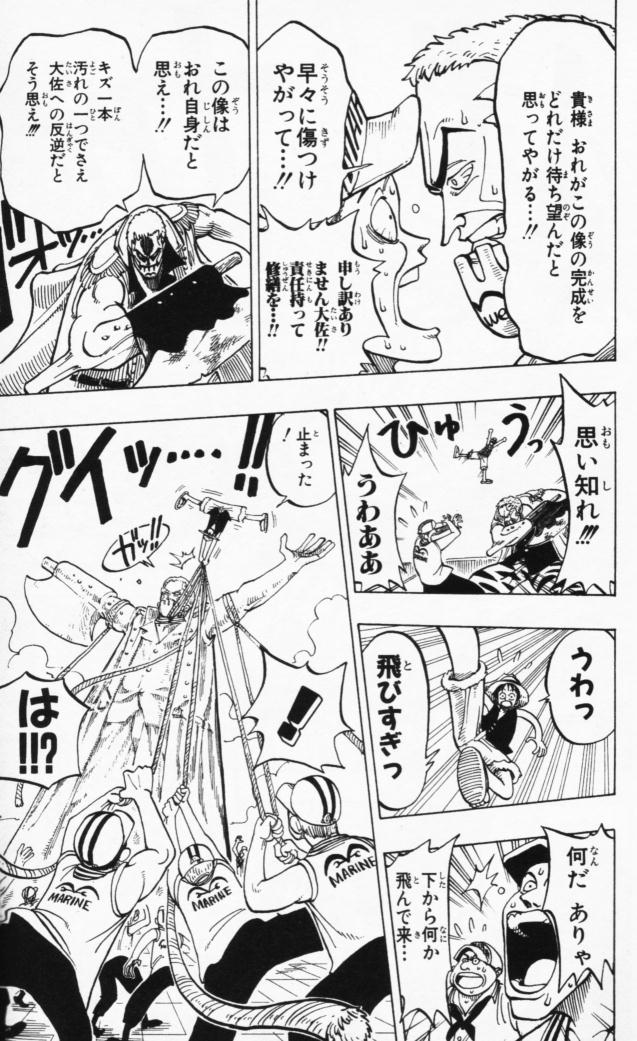 貴様 おれがこの像の完成を
どれだけ待ち望んだと
思ってやがる…!!
早々に傷つけ
やがって…!!
申し訳あり
ません大佐!!
責任持って
修繕を…!!
この像は
おれ自身だと
思え…!!
キズ一本
汚れの一つでさえ
大佐への反逆だと
そう思え!!!
思い知れ!!!
ひゅうっ
うわああ
うわっ
飛びすぎっ
何だ ありゃ
下から何か
飛んで来…
止まった
!
グイッ…!!
ガッ!!
!
は!!!?
MARINE
MARINE
MARINE